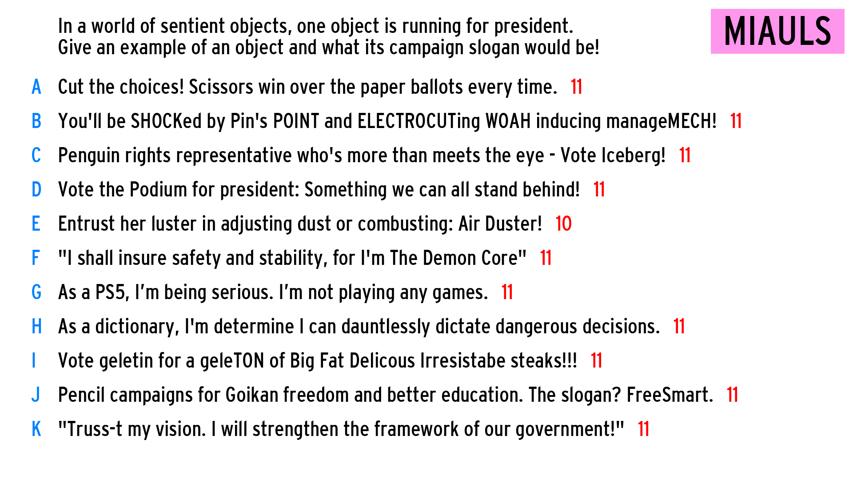 In a world of sentient objects, one object is running for president.
Give an example of an object and what its campaign slogan would be!
MIAULS
A Cut the choices! Scissors win over the paper ballots every time. 11
B You'll be SHOCKed by Pin's POINT and ELECTROCUTing WOAH inducing manageMECH! 11
C Penguin rights representative who's more than meets the eye - Vote Iceberg! 11
D Vote the Podium for president: Something we can all stand behind! 11
E Entrust her luster in adjusting dust or combusting: Air Duster! 10
F "I shall insure safety and stability, for I'm The Demon Core" 11
G As a PS5, I’m being serious. I’m not playing any games. 11
H As a dictionary, I'm determine I can dauntlessly dictate dangerous decisions. 11
I Vote geletin for a geleTON of Big Fat Delicous Irresistabe steaks!!! 11
J Pencil campaigns for Goikan freedom and better education. The slogan? FreeSmart. 11
K "Truss-t my vision. I will strengthen the framework of our government!" 11